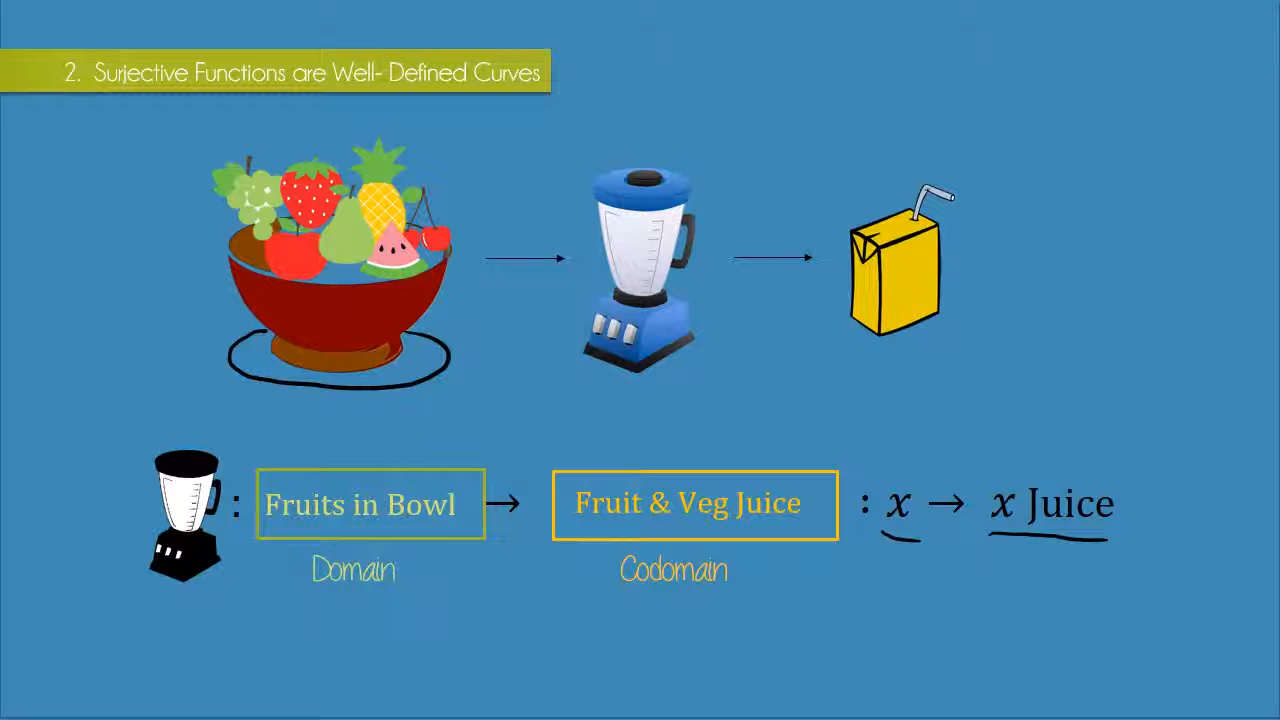 2. Surjective Functions are Well- Defined Curves
: Fruits in Bowl → Fruit & Veg Juice : x → x Juice
Domain Codomain